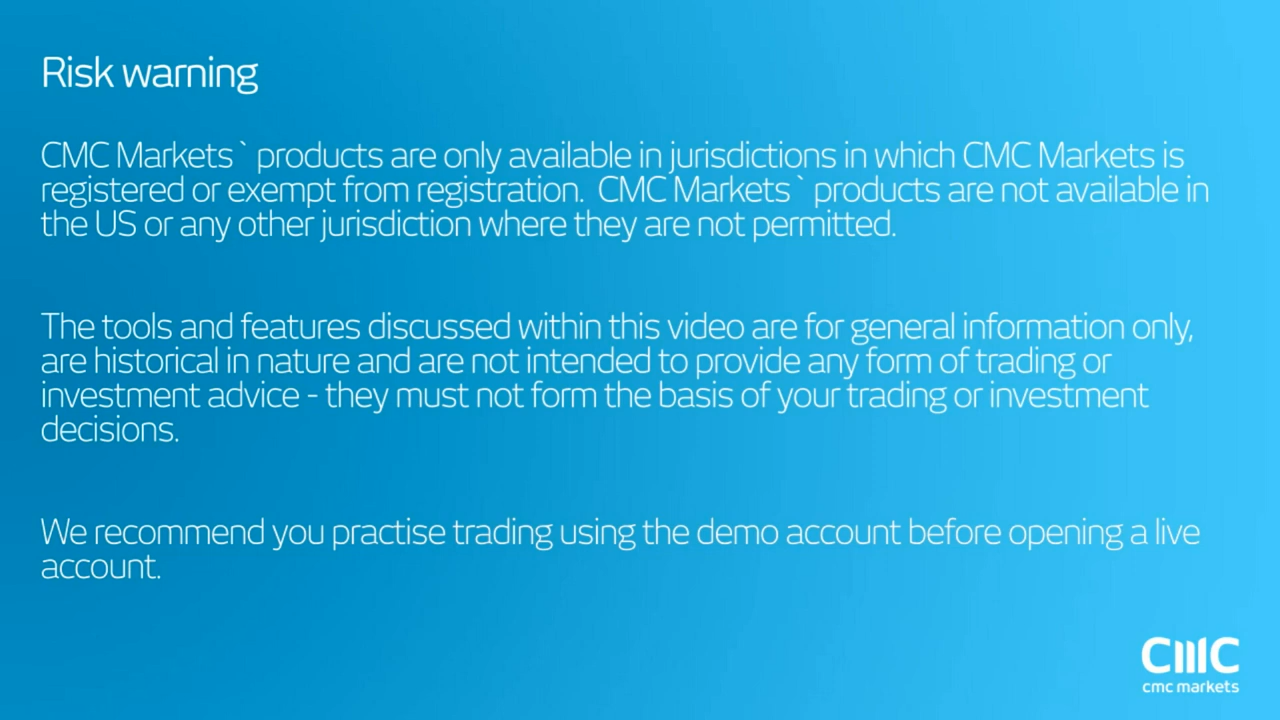 Risk warning
CMC Markets` products are only available in jurisdictions in which CMC Markets is
registered or exempt from registration.  CMC Markets` products are not available in
the US or any other jurisdiction where they are not permitted.
The tools and features discussed within this video are for general information only,
are historical in nature and are not intended to provide any form of trading or
investment advice - they must not form the basis of your trading or investment
decisions.
We recommend you practise trading using the demo account before opening a live
account.
CMC
cmc markets